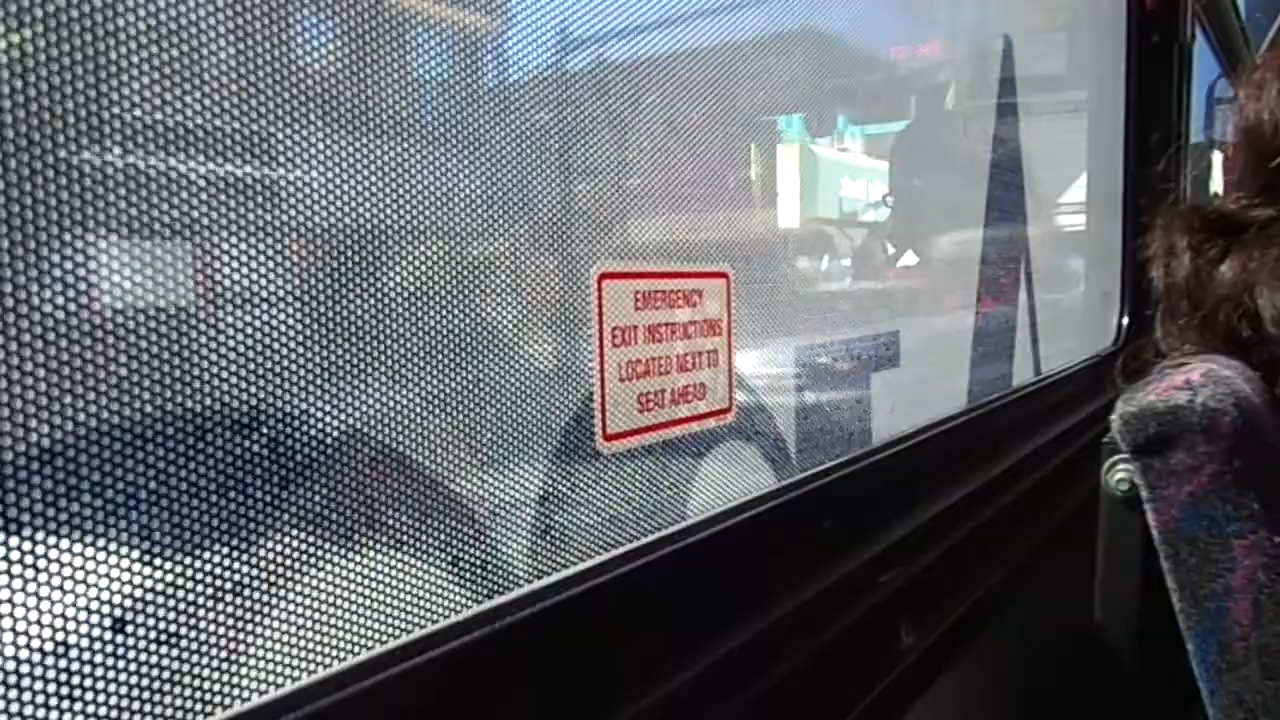 EMERGENCY
EXIT INSTRUCTIONS
LOCATED NEXT TO
SEAT AHEAD